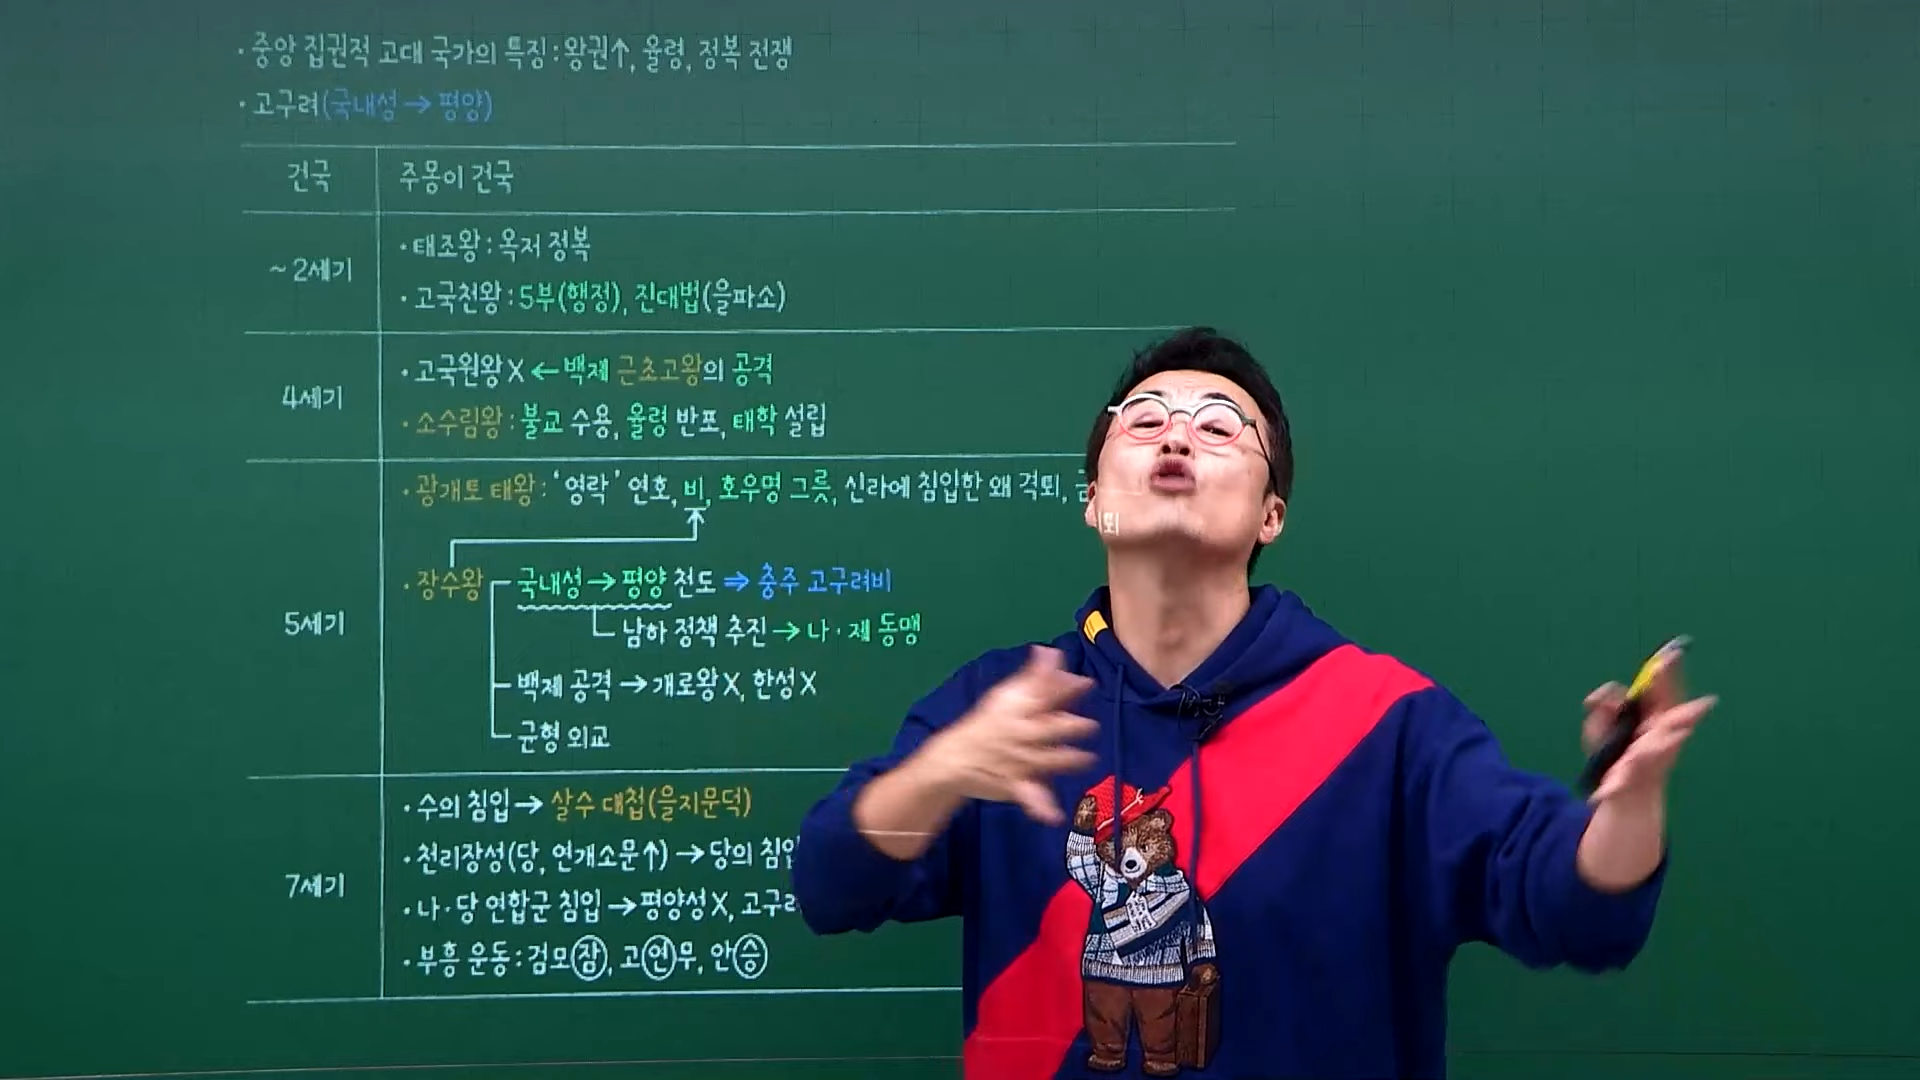 · 중앙 집권적 고대 국가의 특징 : 왕권↑, 율령, 정복 전쟁
· 고구려(국내성 → 평양)
건국 주몽이 건국
~ 2세기
· 태조왕 : 옥저 정복
· 고국천왕 : 5부(행정), 진대법(을파소)
4세기
· 고국원왕 X ← 백제 근초고왕의 공격
· 소수림왕 : 불교 수용, 율령 반포, 태학 설립
5세기
· 광개토 태왕 : '영락' 연호, 비, 호우명 그릇, 신라에 침입한 왜 격퇴,
· 장수왕 국내성 → 평양 천도 ⇒ 충주 고구려비
남하 정책 추진 → 나 · 제 동맹
백제 공격 → 개로왕 X, 한성 X
균형 외교
7세기
· 수의 침입 → 살수 대첩(을지문덕)
· 천리장성(당, 연개소문↑) → 당의 침입
· 나 · 당 연합군 침입 → 평양성 X, 고구려
· 부흥 운동 : 검모잠, 고연무, 안승